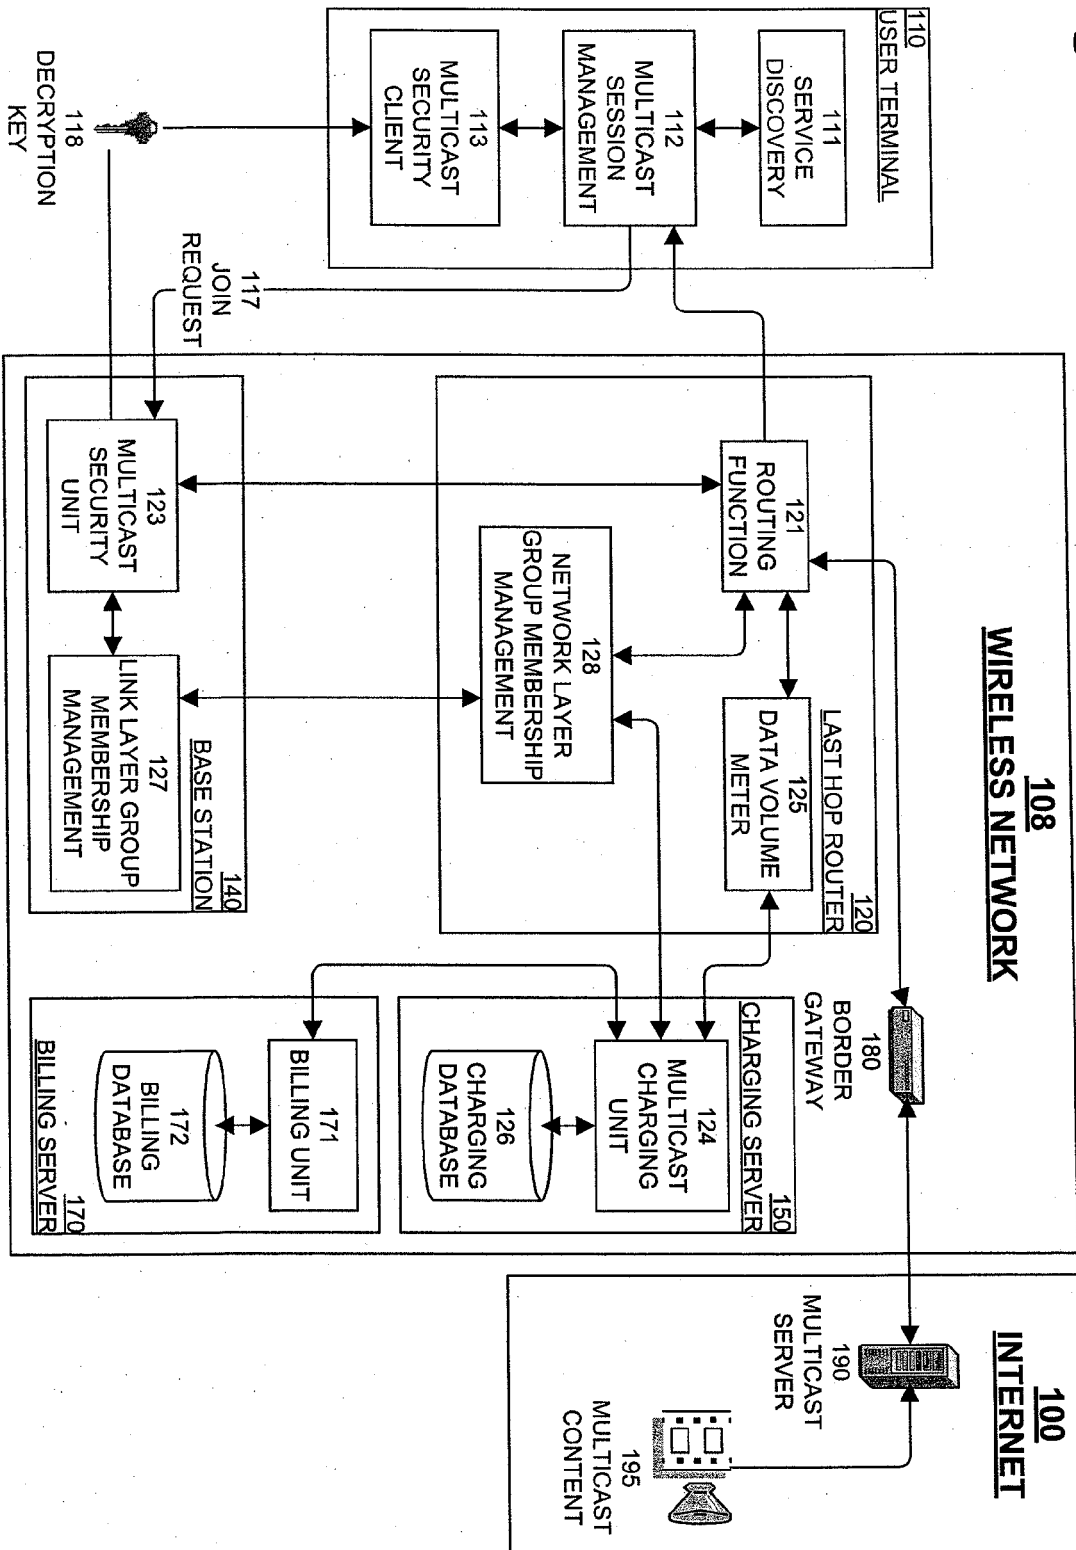 110
USER TERMINAL
111
SERVICE
DISCOVERY
112
MULTICAST
SESSION
MANAGEMENT
113
MULTICAST
SECURITY
CLIENT
118
DECRYPTION
KEY
117
JOIN
REQUEST
108
WIRELESS NETWORK
121
ROUTING
FUNCTION
125
DATA VOLUME
METER
LAST HOP ROUTER
120
128
NETWORK LAYER
GROUP MEMBERSHIP
MANAGEMENT
123
MULTICAST
SECURITY
UNIT
127
LINK LAYER GROUP
MEMBERSHIP
MANAGEMENT
BASE STATION
140
180
BORDER
GATEWAY
CHARGING SERVER
150
124
MULTICAST
CHARGING
UNIT
126
CHARGING
DATABASE
171
BILLING UNIT
172
BILLING
DATABASE
BILLING SERVER
170
100
INTERNET
190
MULTICAST
SERVER
195
MULTICAST
CONTENT